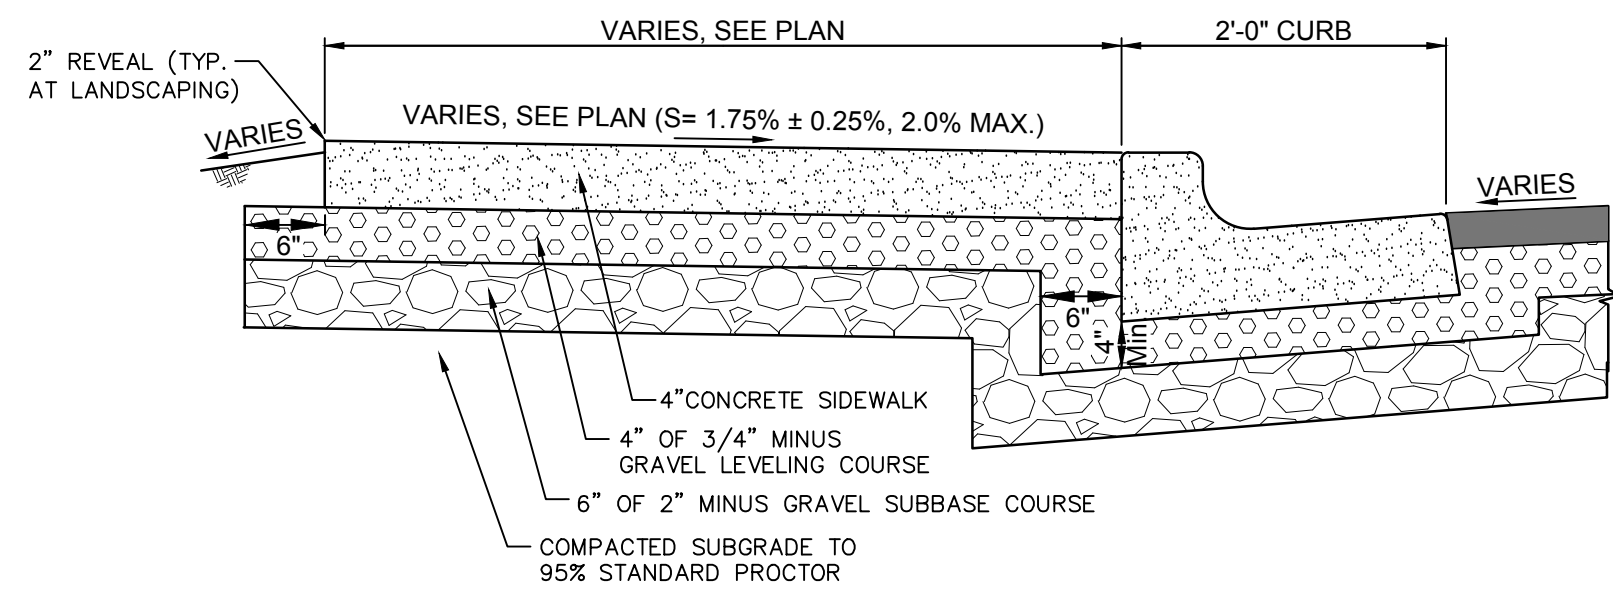 VARIES, SEE PLAN
2'-0" CURB
2” REVEAL (TYP.
AT LANDSCAPING)
VARIES
VARIES, SEE PLAN (S= 1.75% ± 0.25%, 2.0% MAX.)
VARIES
6"
6"
4"
Min
4”CONCRETE SIDEWALK
4” OF 3/4” MINUS
GRAVEL LEVELING COURSE
6” OF 2” MINUS GRAVEL SUBBASE COURSE
COMPACTED SUBGRADE TO
95% STANDARD PROCTOR